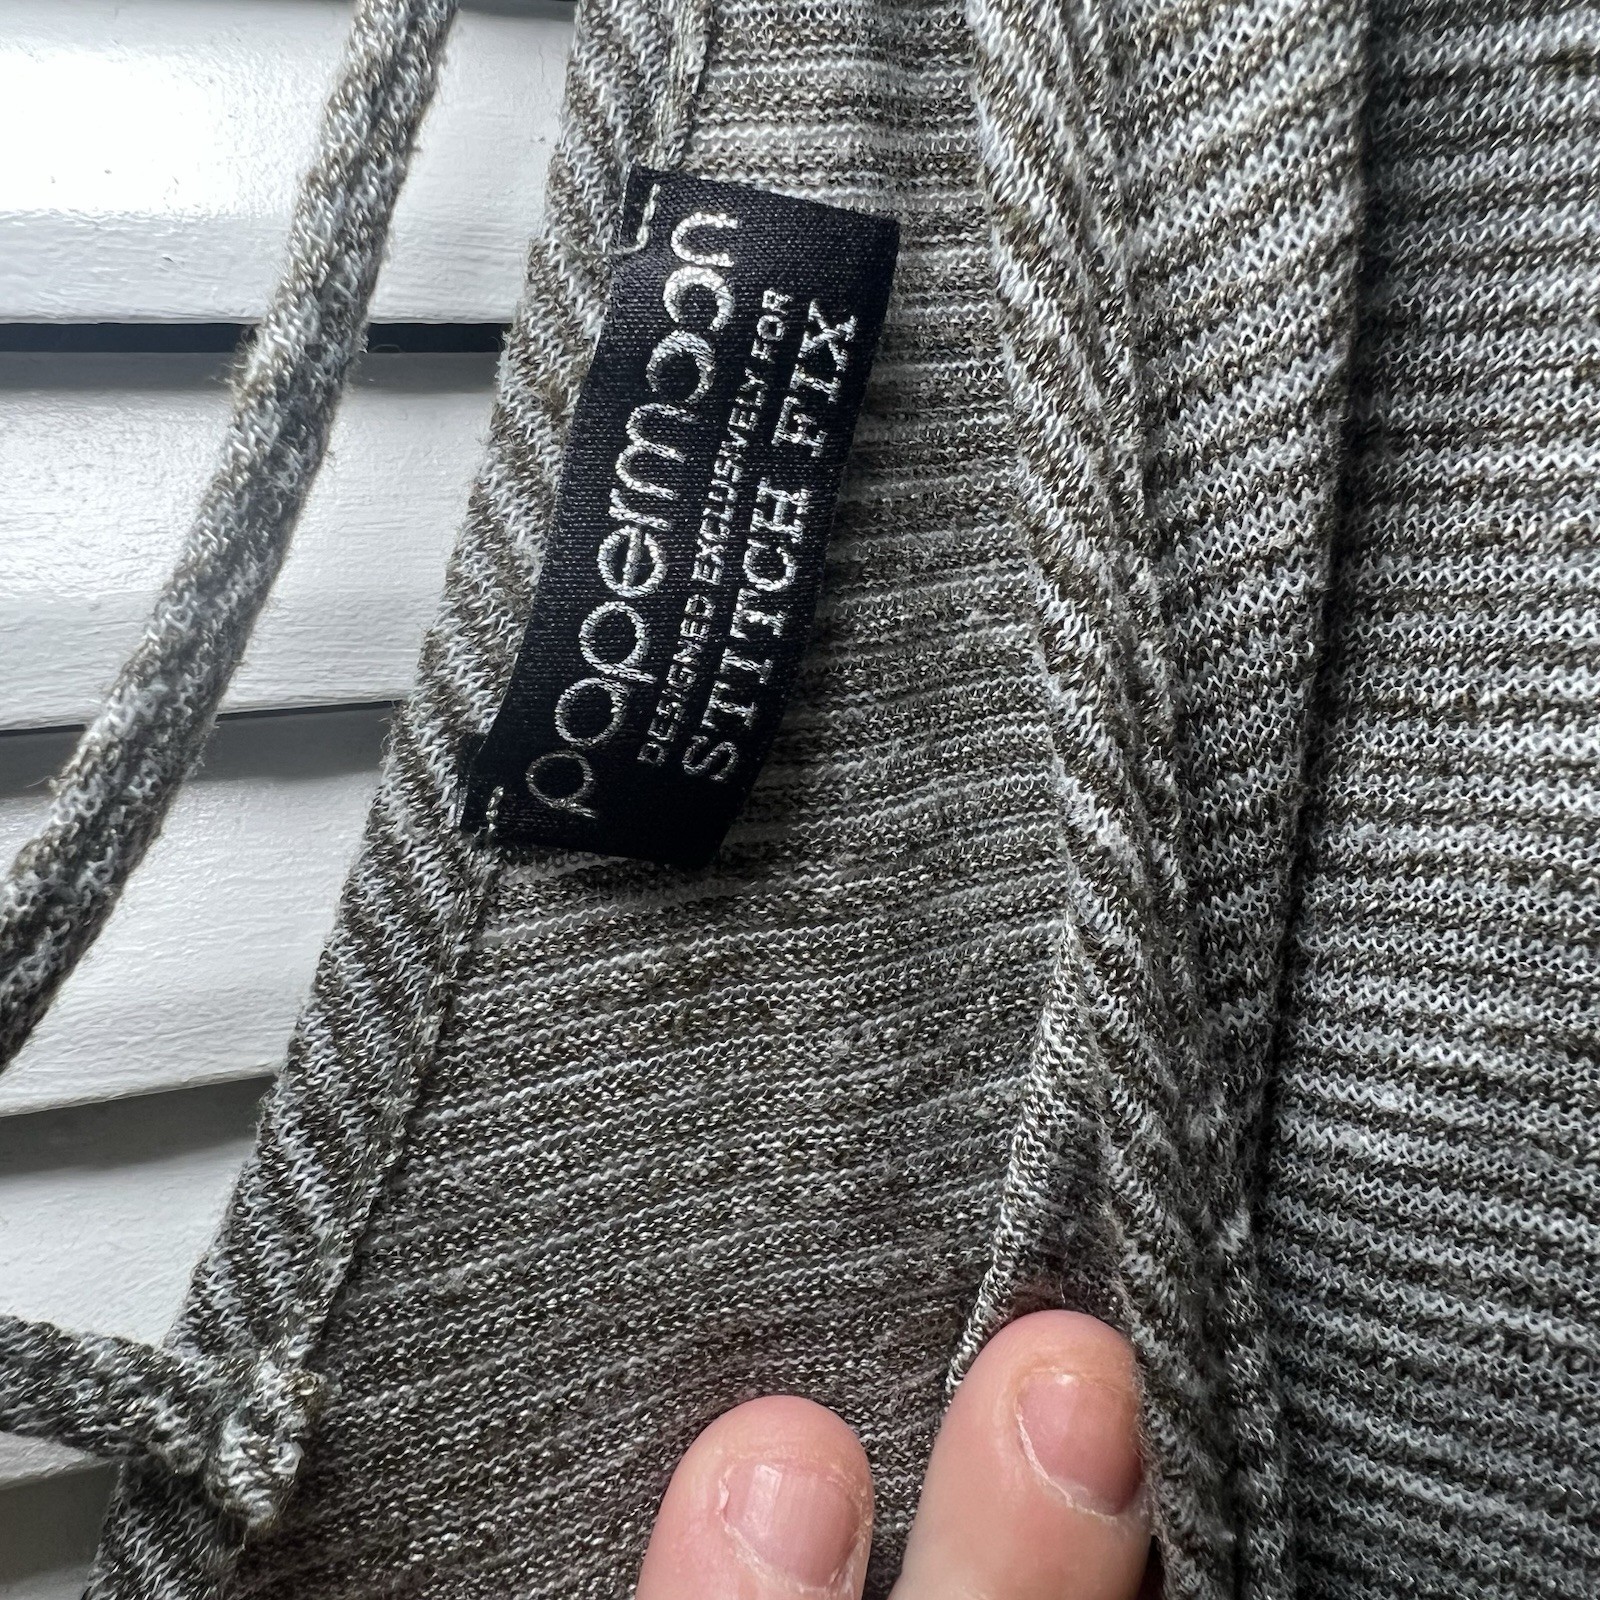 papermoon
DESIGNED EXCLUSIVELY FOR
STITCH FIX